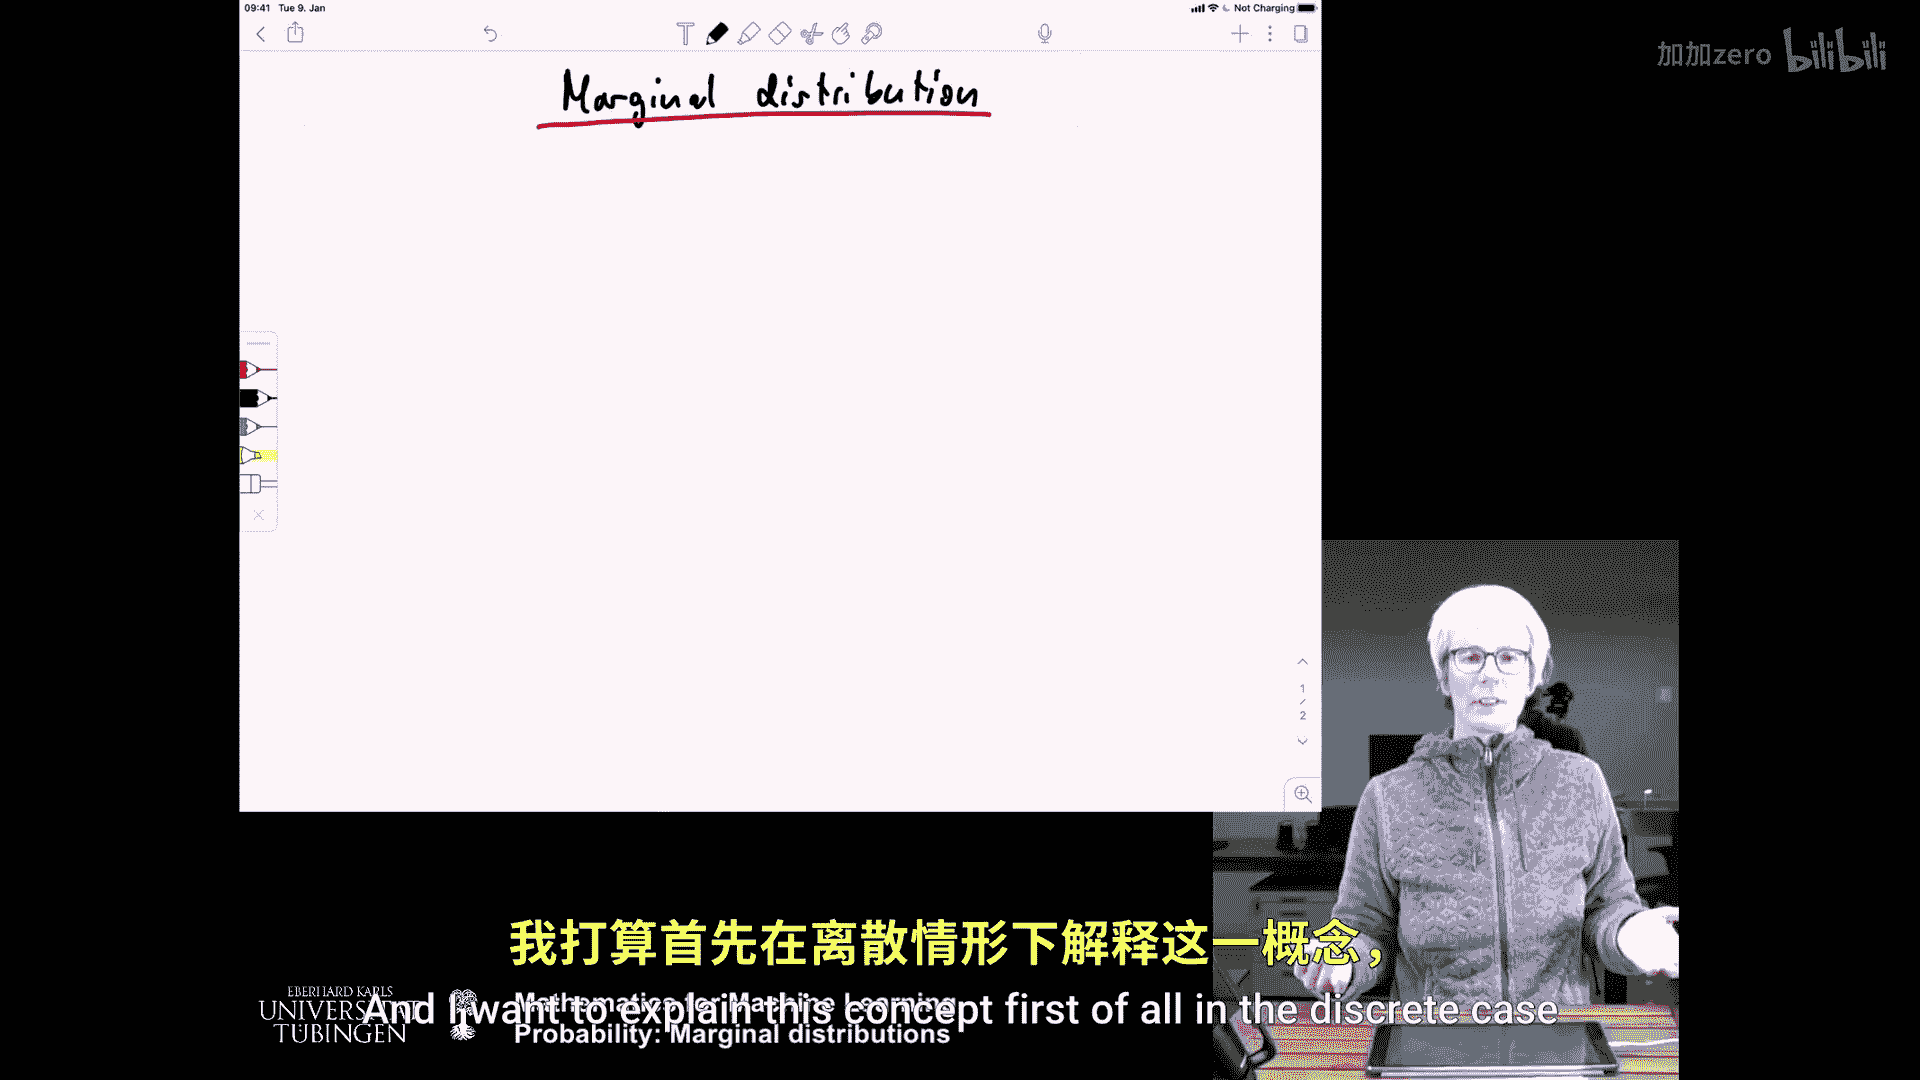 09:41 Tue 9. Jan
Not Charging
加加zero bilibili
Marginal distribution
1
/
2
我打算首先在离散情形下解释这一概念，
And I want to explain this concept first of all in the discrete case
EBERHARD KARLS
UNIVERSITÄT
TÜBINGEN
Mathematics for Machine Learning
Probability: Marginal distributions